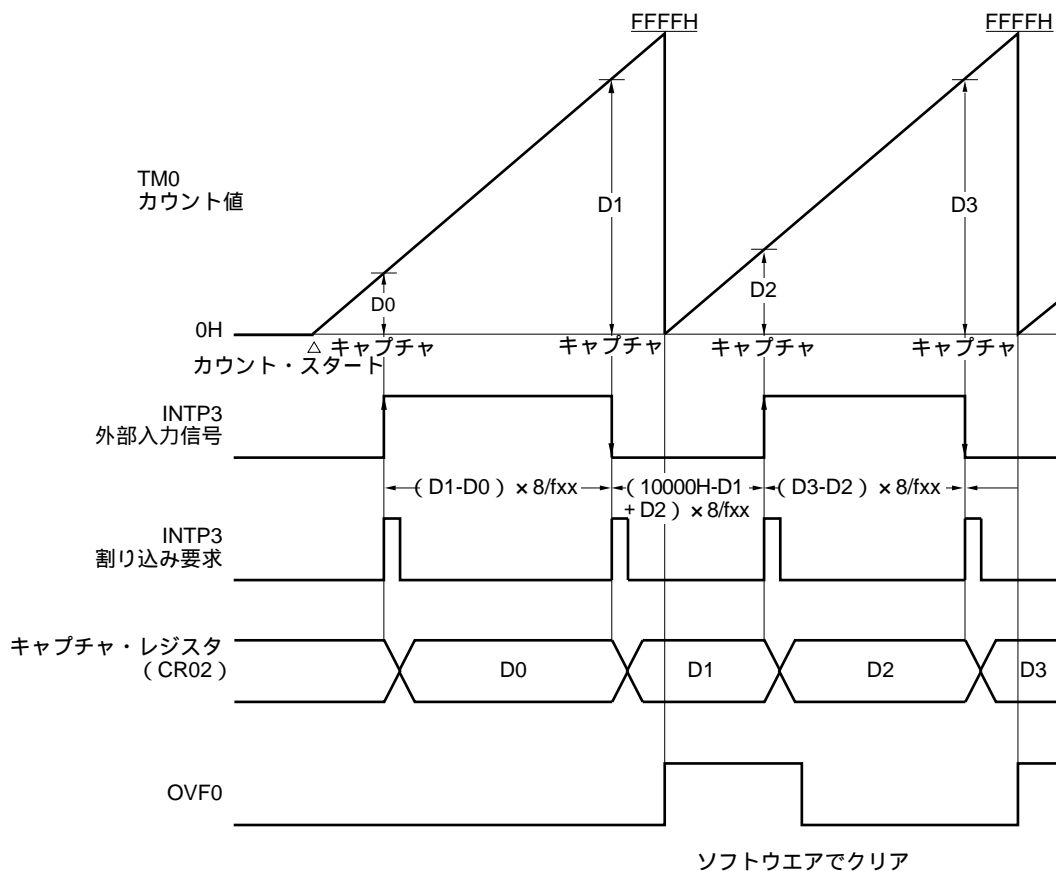 FFFFH
FFFFH
TM0
カウント値
D1
D3
D0
D2
0H
△ キャプチャ
キャプチャ
キャプチャ
キャプチャ
カウント・スタート
INTP3
外部入力信号
（D1-D0）×8/fxx
（10000H-D1
+D2）×8/fxx
（D3-D2）×8/fxx
INTP3
割り込み要求
キャプチャ・レジスタ
（CR02）
D0
D1
D2
D3
OVF0
ソフトウエアでクリア